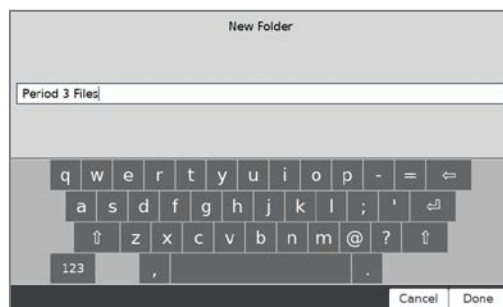 New Folder
Period 3 Files
q w e r t y u i o p - = ⇦
a s d f g h j k l ; ' ⏎
⇧ z x c v b n m @ ? ⇧
123 , .
Cancel Done